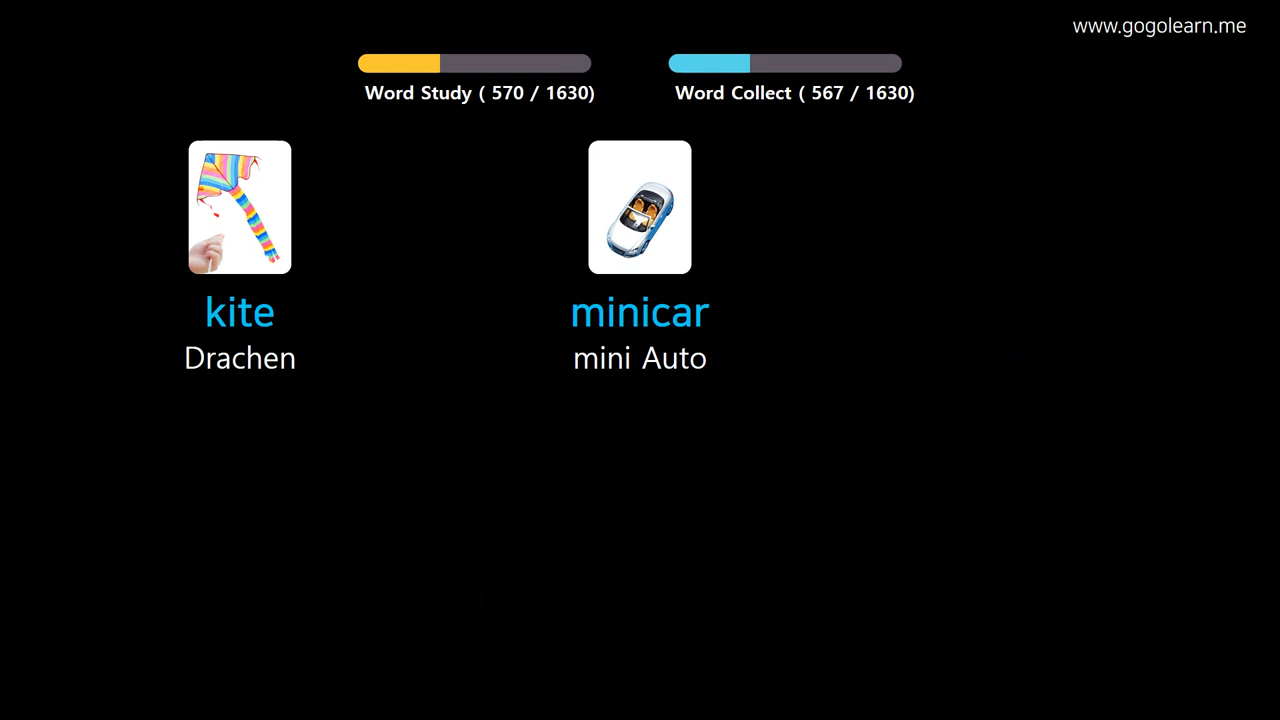 www.gogolearn.me
Word Study ( 570 / 1630)
Word Collect ( 567 / 1630)
kite
Drachen
minicar
mini Auto